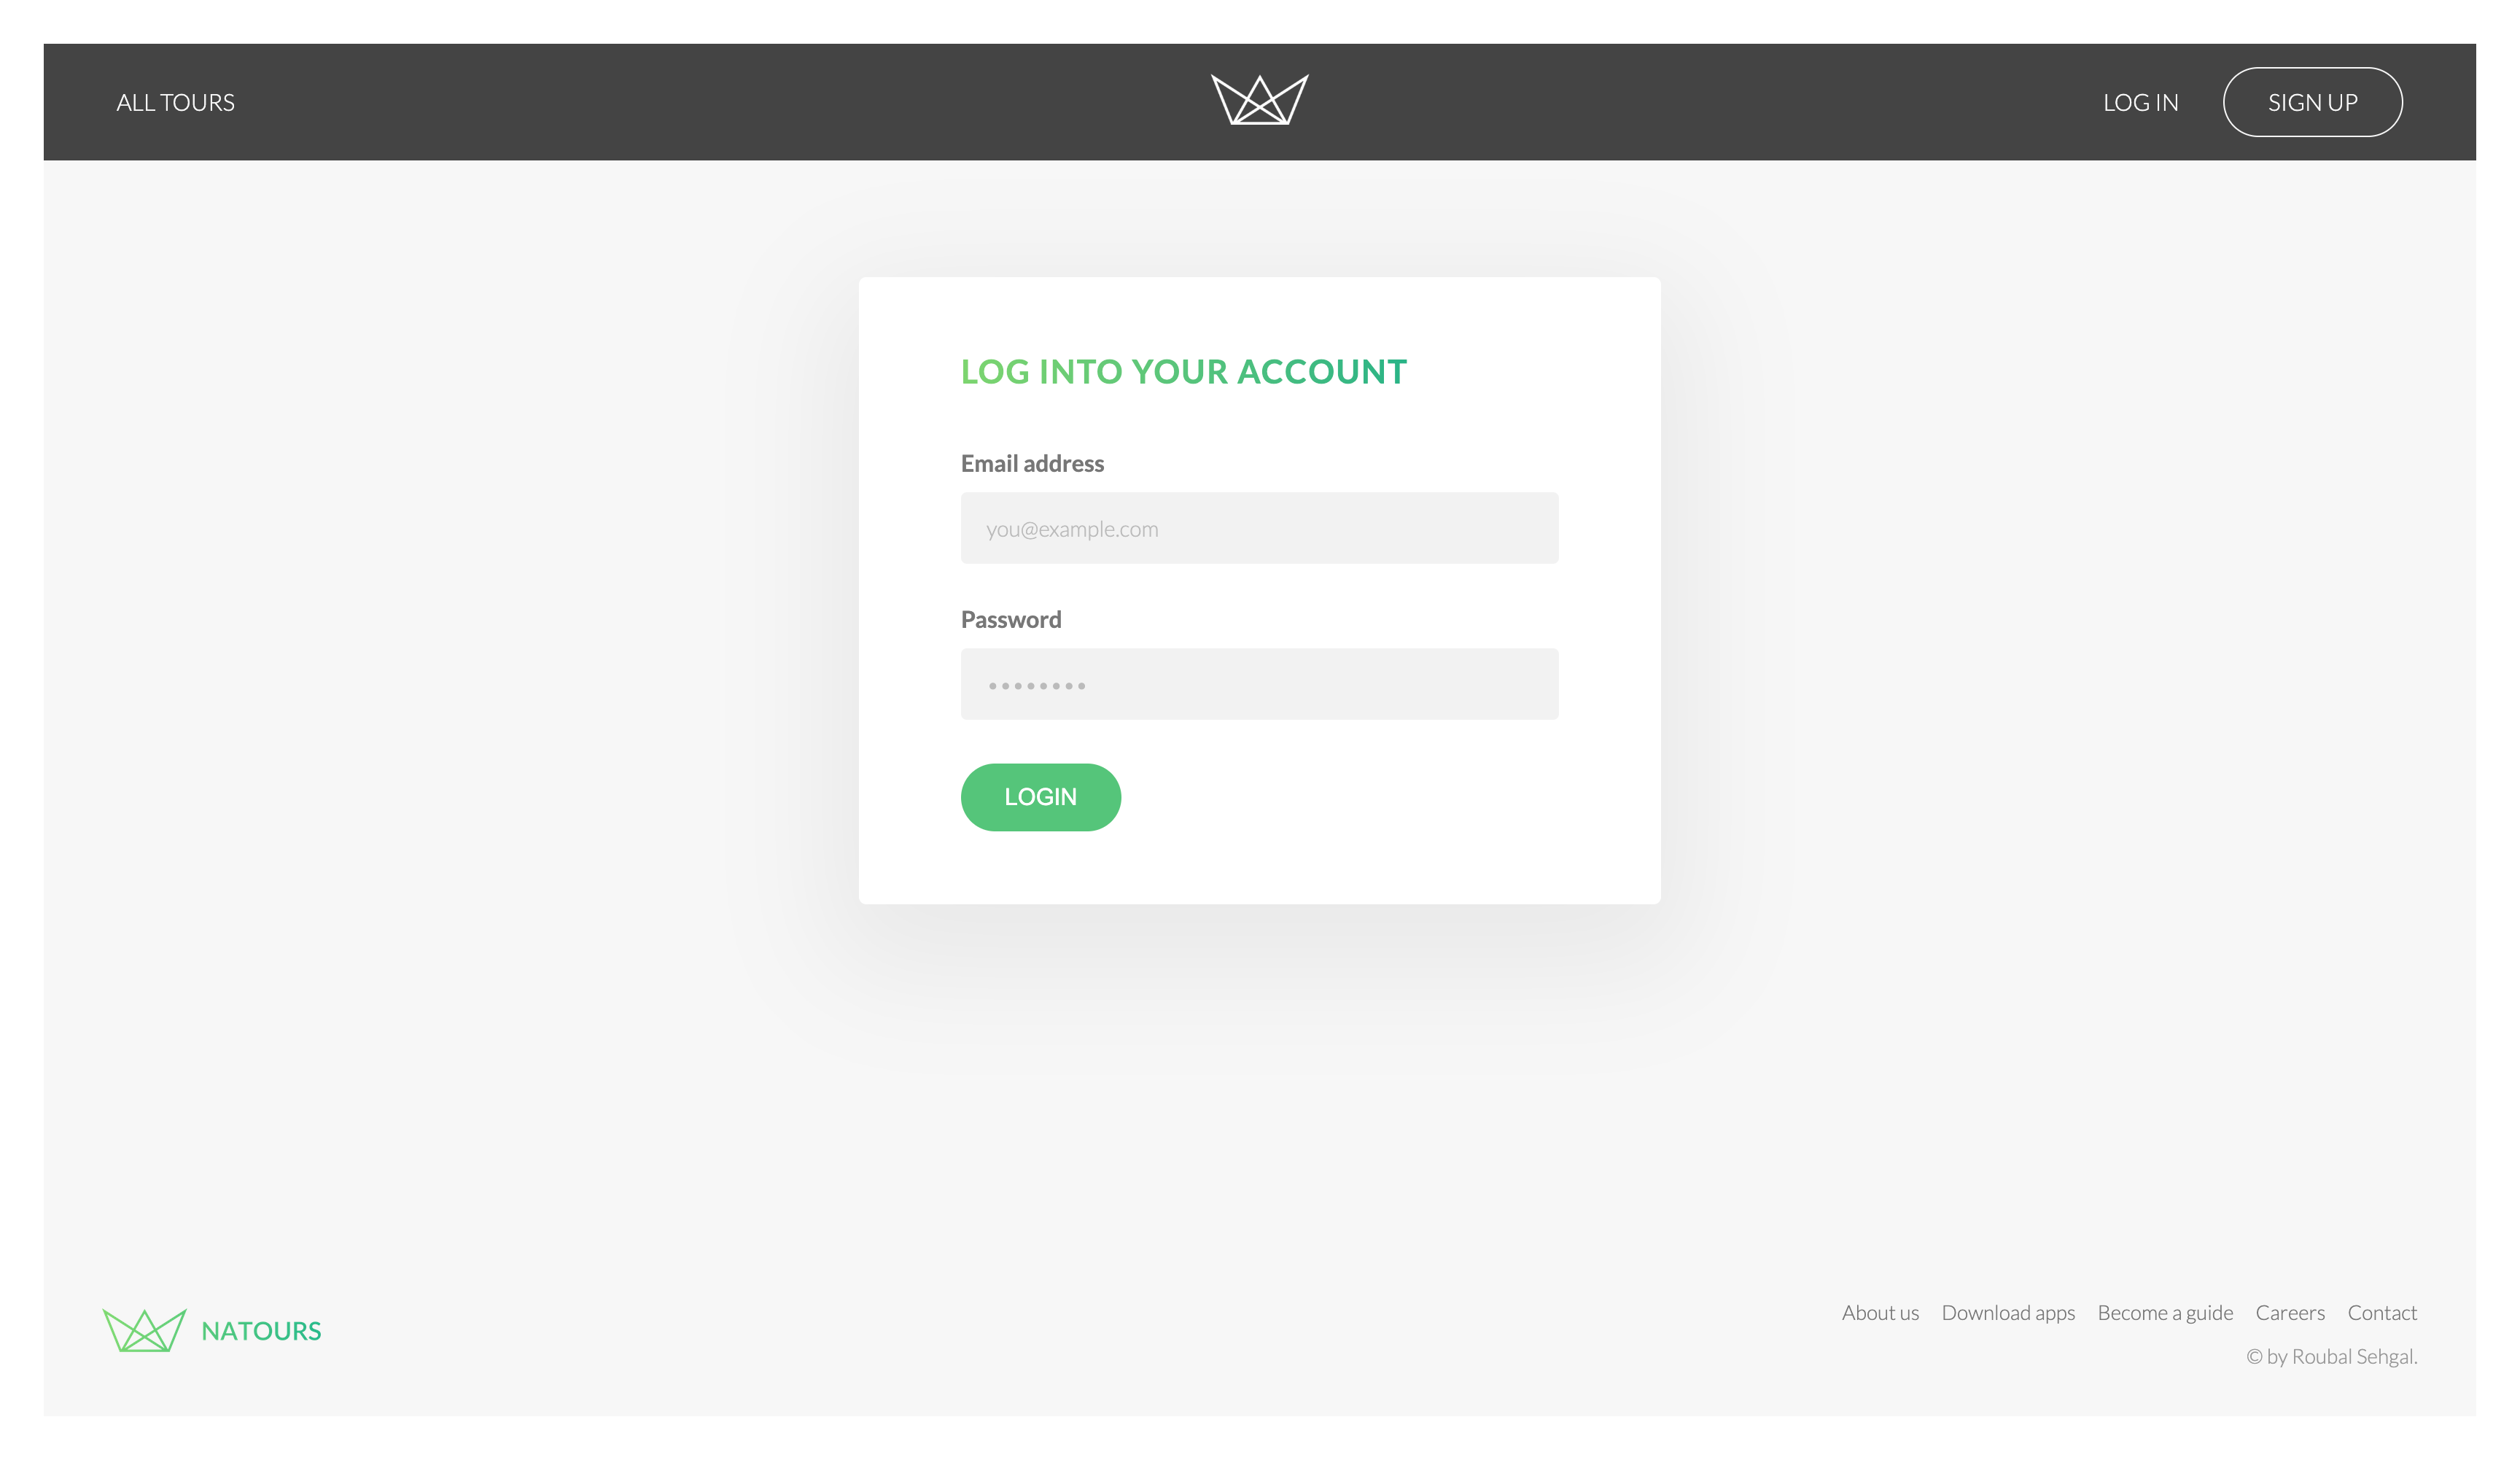 ALL TOURS
LOG IN
SIGN UP
LOG INTO YOUR ACCOUNT
Email address
you@example.com
Password
••••••••
LOGIN
NATOURS
About us Download apps Become a guide Careers Contact
© by Roubal Sehgal.